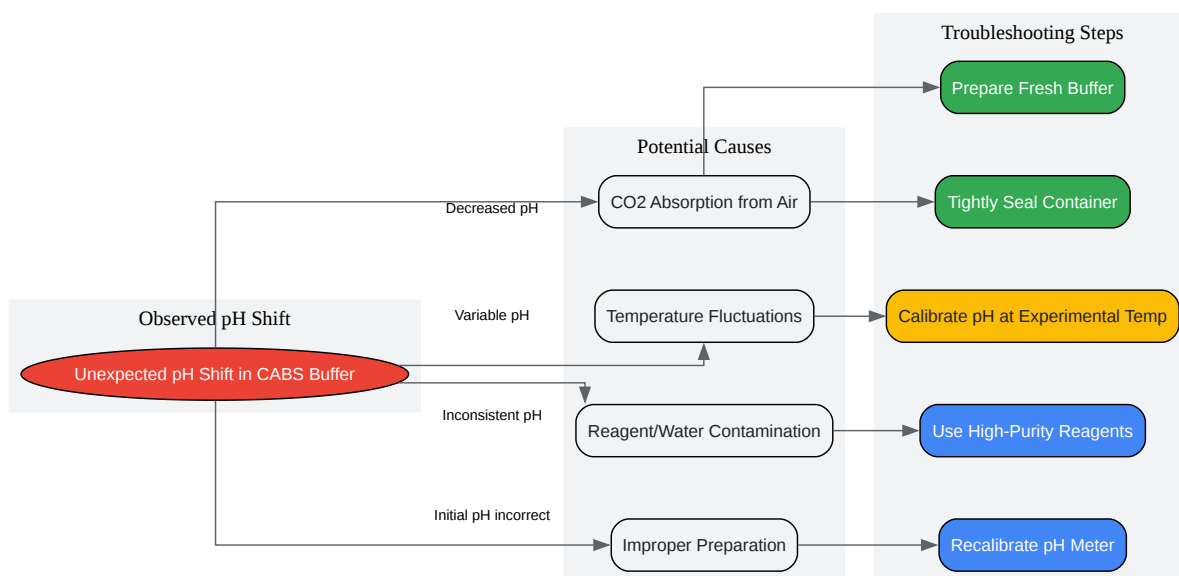 Troubleshooting Steps
Prepare Fresh Buffer
Potential Causes
CO2 Absorption from Air
Tightly Seal Container
Decreased pH
Observed pH Shift
Variable pH
Temperature Fluctuations
Calibrate pH at Experimental Temp
Unexpected pH Shift in CABS Buffer
Inconsistent pH
Reagent/Water Contamination
Use High-Purity Reagents
Initial pH incorrect
Improper Preparation
Recalibrate pH Meter